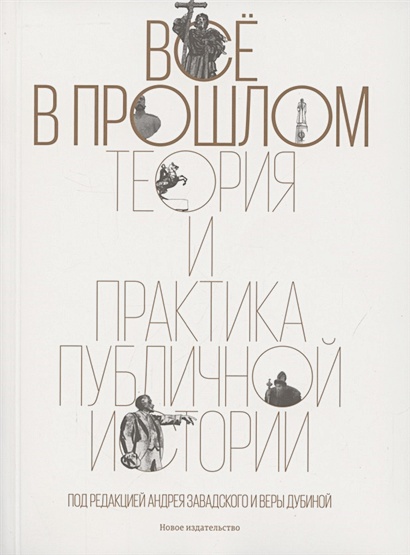 ВСЁ
В ПРОШЛОМ
ТЕОРИЯ
И
ПРАКТИКА
ПУБЛИЧНОЙ
ИСТОРИИ
ПОД РЕДАКЦИЕЙ АНДРЕЯ ЗАВАДСКОГО И ВЕРЫ ДУБИНОЙ
Новое издательство